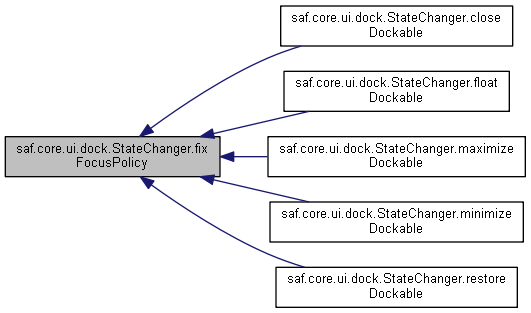 saf.core.ui.dock.StateChanger.close
Dockable
saf.core.ui.dock.StateChanger.float
Dockable
saf.core.ui.dock.StateChanger.fix
FocusPolicy
saf.core.ui.dock.StateChanger.maximize
Dockable
saf.core.ui.dock.StateChanger.minimize
Dockable
saf.core.ui.dock.StateChanger.restore
Dockable